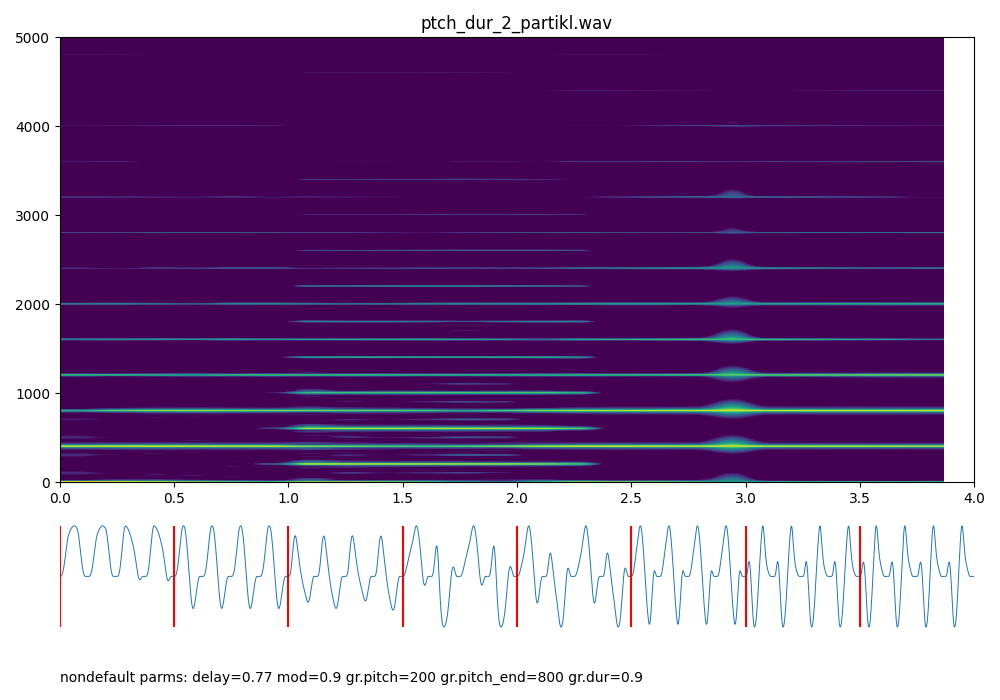 ptch_dur_2_partikl.wav
5000
4000
3000
2000
1000
0
0.0 0.5 1.0 1.5 2.0 2.5 3.0 3.5 4.0
nondefault parms: delay=0.77 mod=0.9 gr.pitch=200 gr.pitch_end=800 gr.dur=0.9